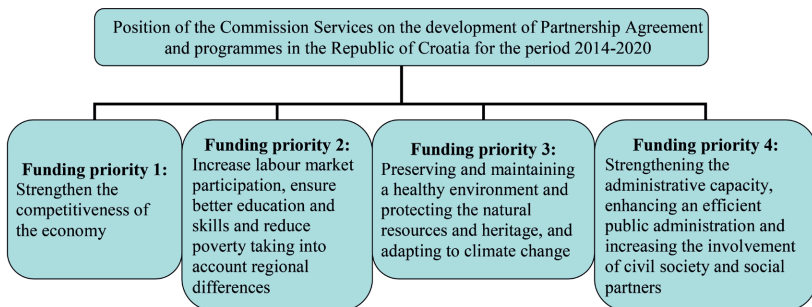 Position of the Commission Services on the development of Partnership Agreement
and programmes in the Republic of Croatia for the period 2014-2020
Funding priority 1:
Strengthen the
competitiveness of
the economy
Funding priority 2:
Increase labour market
participation, ensure
better education and
skills and reduce
poverty taking into
account regional
differences
Funding priority 3:
Preserving and maintaining
a healthy environment and
protecting the natural
resources and heritage, and
adapting to climate change
Funding priority 4:
Strengthening the
administrative capacity,
enhancing an efficient
public administration and
increasing the involvement
of civil society and social
partners